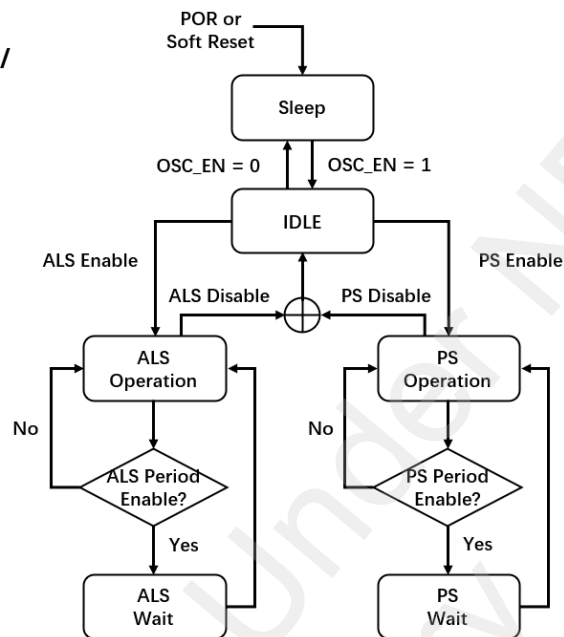 POR or
Soft Reset
/
Sleep
OSC_EN = 0
OSC_EN = 1
IDLE
ALS Enable
PS Enable
ALS Disable
PS Disable
ALS
Operation
PS
Operation
No
No
ALS Period
Enable?
PS Period
Enable?
Yes
Yes
ALS
Wait
PS
Wait
Under